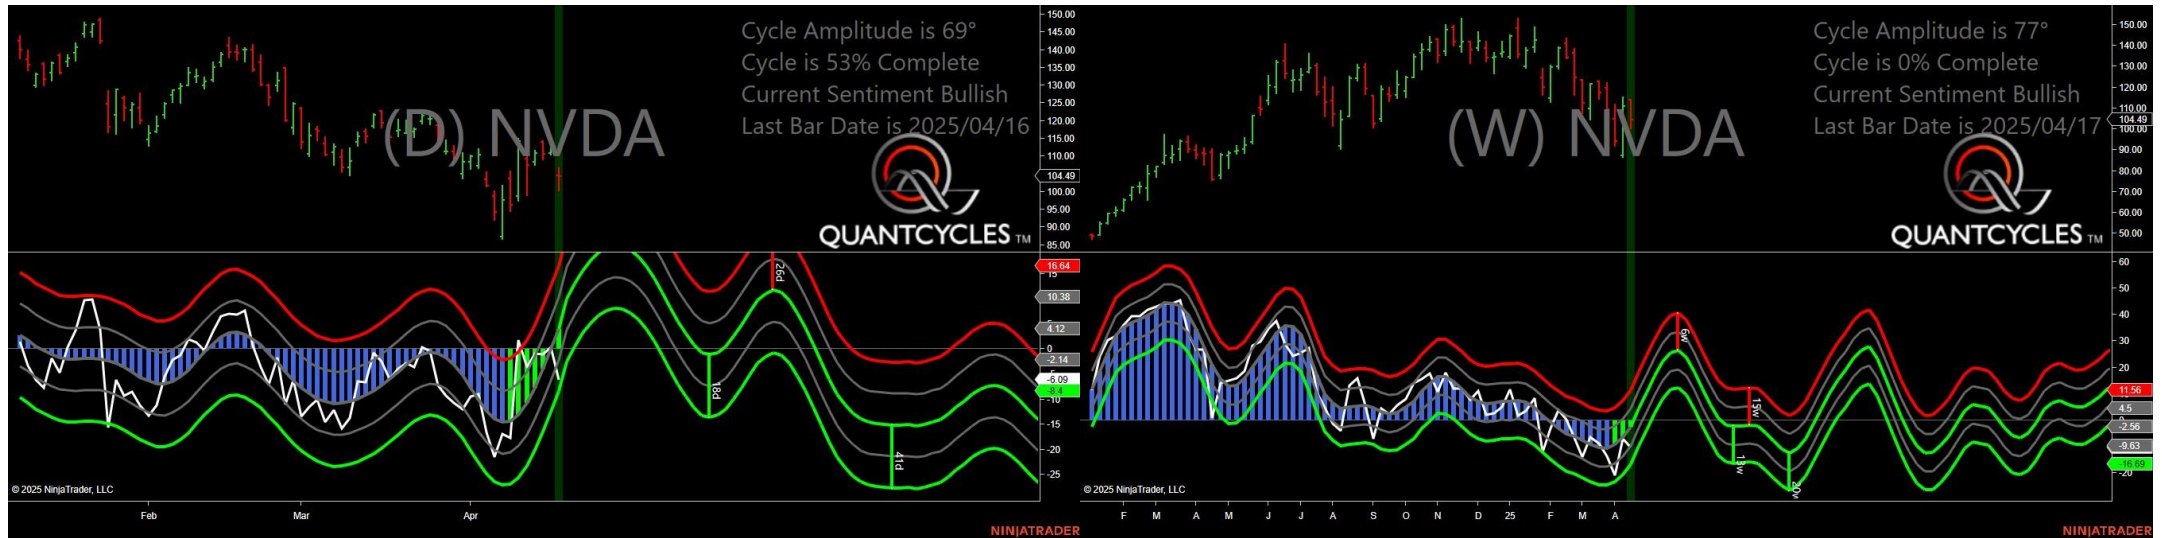 Cycle Amplitude is 69°
Cycle is 53% Complete
Current Sentiment Bullish
Last Bar Date is 2025/04/16
(D) NVDA
QUANTCYCLES TM
150.00
145.00
140.00
135.00
130.00
125.00
120.00
115.00
110.00
104.49
100.00
95.00
90.00
85.00
26d
18d
41d
16.64
15
10.38
4.12
0
-2.14
-6.09
-8.4
-10
-15
-20
-25
© 2025 NinjaTrader, LLC
Feb
Mar
Apr
NINJATRADER
Cycle Amplitude is 77°
Cycle is 0% Complete
Current Sentiment Bullish
Last Bar Date is 2025/04/17
(W) NVDA
QUANTCYCLES TM
150.00
140.00
130.00
120.00
110.00
104.49
100.00
90.00
80.00
70.00
60.00
50.00
6w
15w
13w
60
50
40
30
20
11.56
4.5
-2.56
-9.63
-16.69
-20
© 2025 NinjaTrader, LLC
F
M
A
M
J
J
A
S
O
N
D
25
F
M
A
NINJATRADER